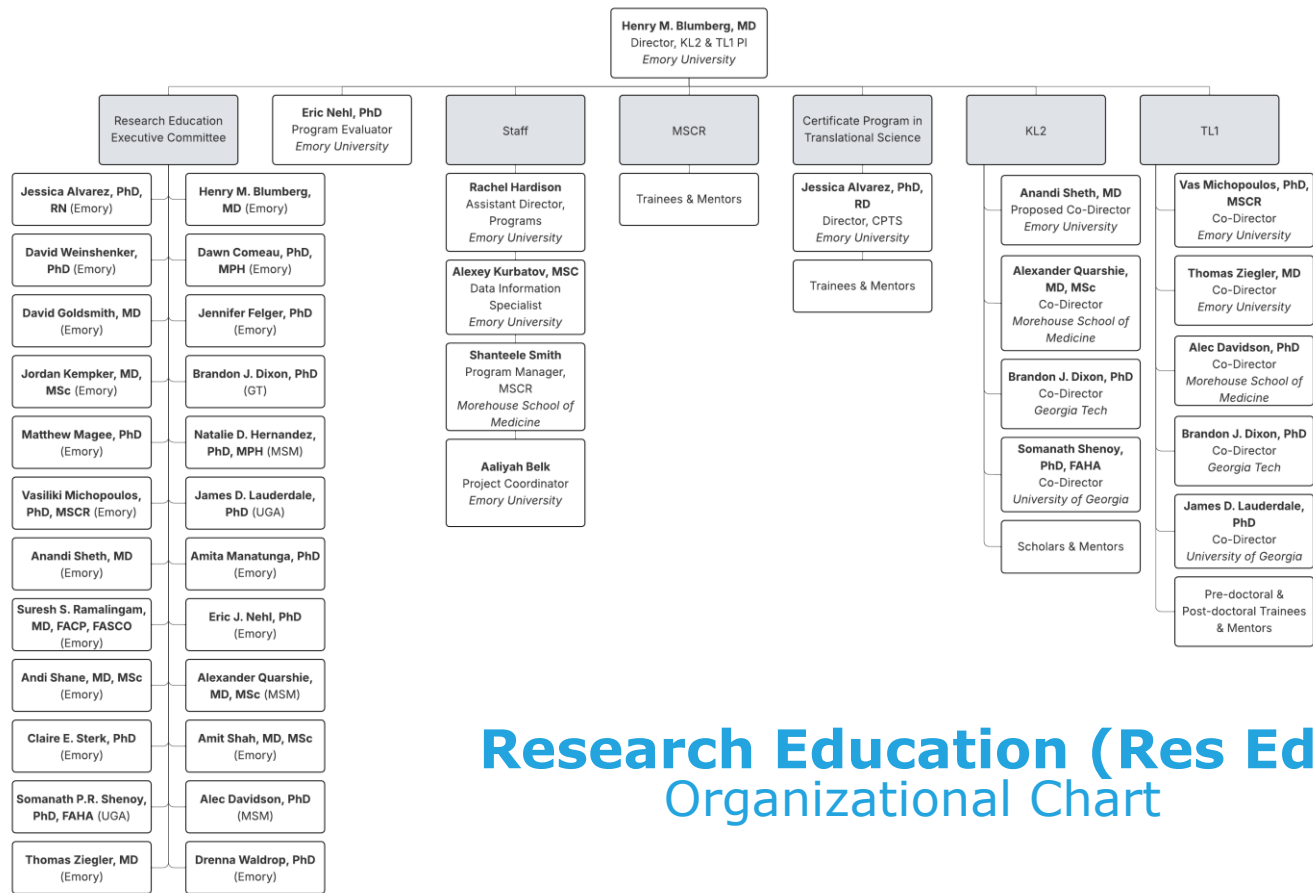 Henry M. Blumberg, MD
Director, KL2 & TL1 PI
Emory University
Research Education
Executive Committee
Eric Nehl, PhD
Program Evaluator
Emory University
Staff
MSCR
Certificate Program in
Translational Science
KL2
TL1
Jessica Alvarez, PhD,
RN (Emory)
Henry M. Blumberg,
MD (Emory)
David Weinshenker,
PhD (Emory)
Dawn Comeau, PhD,
MPH (Emory)
David Goldsmith, MD
(Emory)
Jennifer Felger, PhD
(Emory)
Jordan Kempker, MD,
MSc (Emory)
Brandon J. Dixon, PhD
(GT)
Matthew Magee, PhD
(Emory)
Natalie D. Hernandez,
PhD, MPH (MSM)
Vasiliki Michopoulos,
PhD, MSCR (Emory)
James D. Lauderdale,
PhD (UGA)
Anandi Sheth, MD
(Emory)
Amita Manatunga, PhD
(Emory)
Suresh S. Ramalingam,
MD, FACP, FASCO
(Emory)
Eric J. Nehl, PhD
(Emory)
Andi Shane, MD, MSc
(Emory)
Alexander Quarshie,
MD, MSc (MSM)
Claire E. Sterk, PhD
(Emory)
Amit Shah, MD, MSc
(Emory)
Somanath P.R. Shenoy,
PhD, FAHA (UGA)
Alec Davidson, PhD
(MSM)
Thomas Ziegler, MD
(Emory)
Drenna Waldrop, PhD
(Emory)
Rachel Hardison
Assistant Director,
Programs
Emory University
Alexey Kurbatov, MSC
Data Information
Specialist
Emory University
Shanteele Smith
Program Manager,
MSCR
Morehouse School of
Medicine
Aaliyah Belk
Project Coordinator
Emory University
Trainees & Mentors
Jessica Alvarez, PhD,
RD
Director, CPTS
Emory University
Trainees & Mentors
Anandi Sheth, MD
Proposed Co-Director
Emory University
Alexander Quarshie,
MD, MSc
Co-Director
Morehouse School of
Medicine
Brandon J. Dixon, PhD
Co-Director
Georgia Tech
Somanath Shenoy,
PhD, FAHA
Co-Director
University of Georgia
Scholars & Mentors
Vas Michopoulos, PhD,
MSCR
Co-Director
Emory University
Thomas Ziegler, MD
Co-Director
Emory University
Alec Davidson, PhD
Co-Director
Morehouse School of
Medicine
Brandon J. Dixon, PhD
Co-Director
Georgia Tech
James D. Lauderdale,
PhD
Co-Director
University of Georgia
Pre-doctoral &
Post-doctoral Trainees
& Mentors
Research Education (Res Ed
Organizational Chart